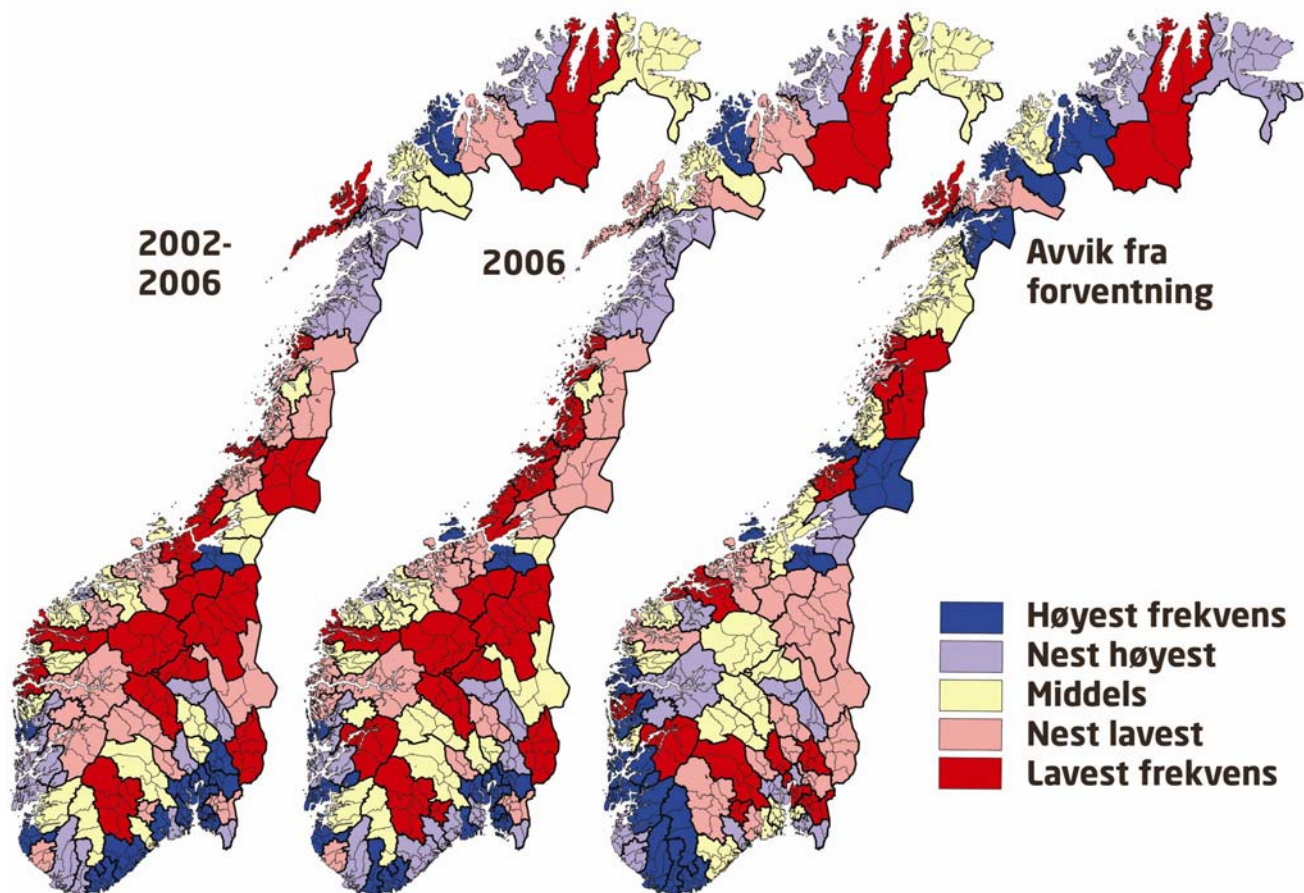 2002-
2006
2006
Avvik fra
forventning
Høyest frekvens
Nest høyest
Middels
Nest lavest
Lavest frekvens